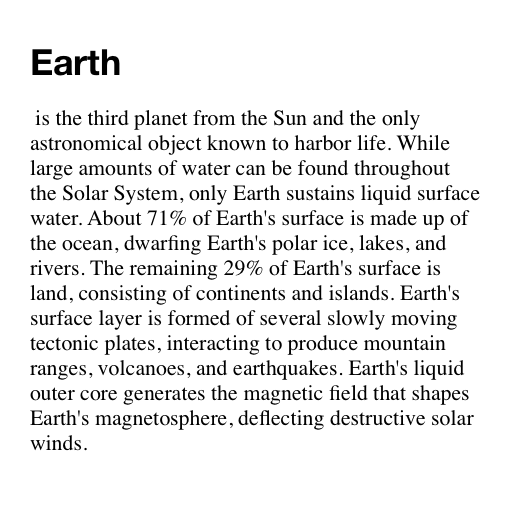 Earth
is the third planet from the Sun and the only
astronomical object known to harbor life. While
large amounts of water can be found throughout
the Solar System, only Earth sustains liquid surface
water. About 71% of Earth's surface is made up of
the ocean, dwarfing Earth's polar ice, lakes, and
rivers. The remaining 29% of Earth's surface is
land, consisting of continents and islands. Earth's
surface layer is formed of several slowly moving
tectonic plates, interacting to produce mountain
ranges, volcanoes, and earthquakes. Earth's liquid
outer core generates the magnetic field that shapes
Earth's magnetosphere, deflecting destructive solar
winds.